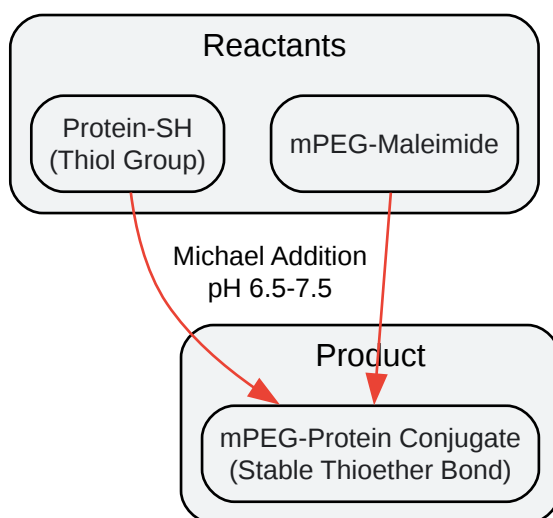 Reactants
Protein-SH
(Thiol Group)
mPEG-Maleimide
Michael Addition
pH 6.5-7.5
Product
mPEG-Protein Conjugate
(Stable Thioether Bond)